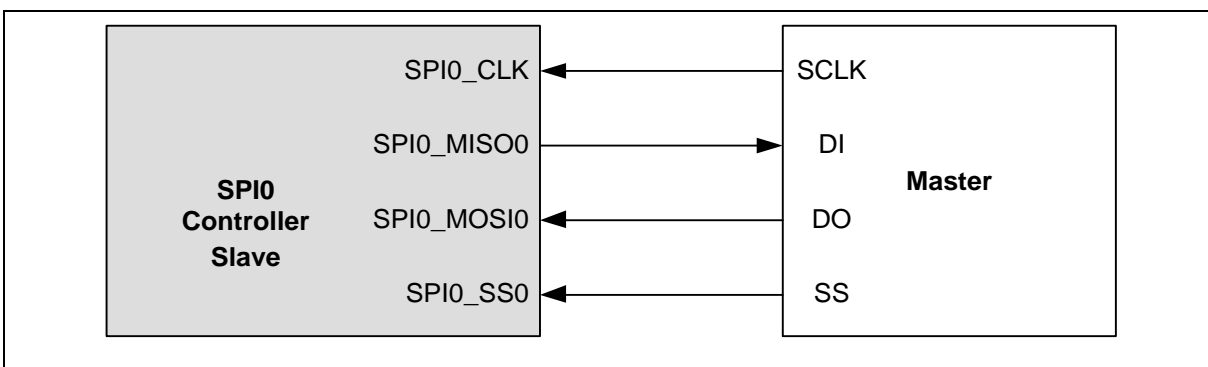 SPI0_CLK
SCLK
SPI0_MISO0
DI
SPI0
Controller
Slave
Master
SPI0_MOSI0
DO
SPI0_SS0
SS